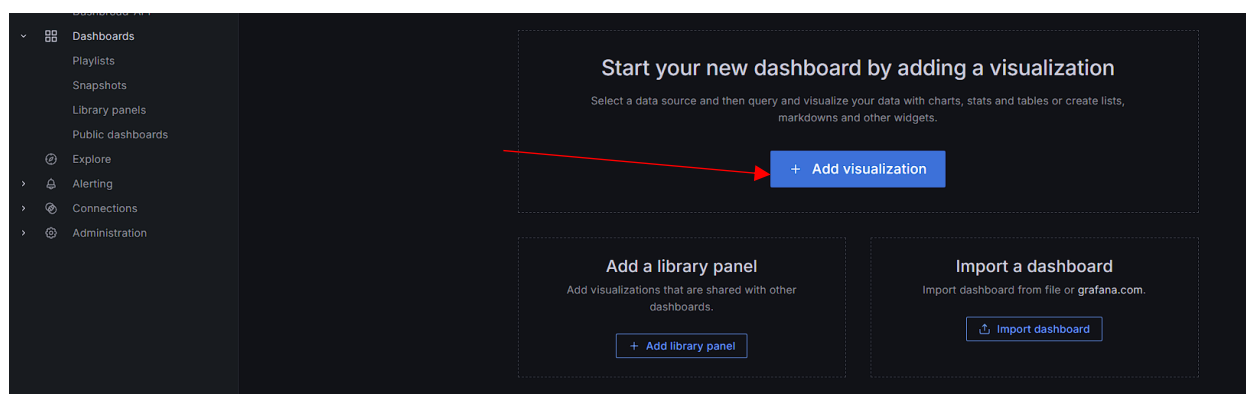 Dashboards
Playlists
Snapshots
Library panels
Public dashboards
Explore
Alerting
Connections
Administration
Start your new dashboard by adding a visualization
Select a data source and then query and visualize your data with charts, stats and tables or create lists,
markdowns and other widgets.
+ Add visualization
Add a library panel
Add visualizations that are shared with other
dashboards.
+ Add library panel
Import a dashboard
Import dashboard from file or grafana.com.
Import dashboard